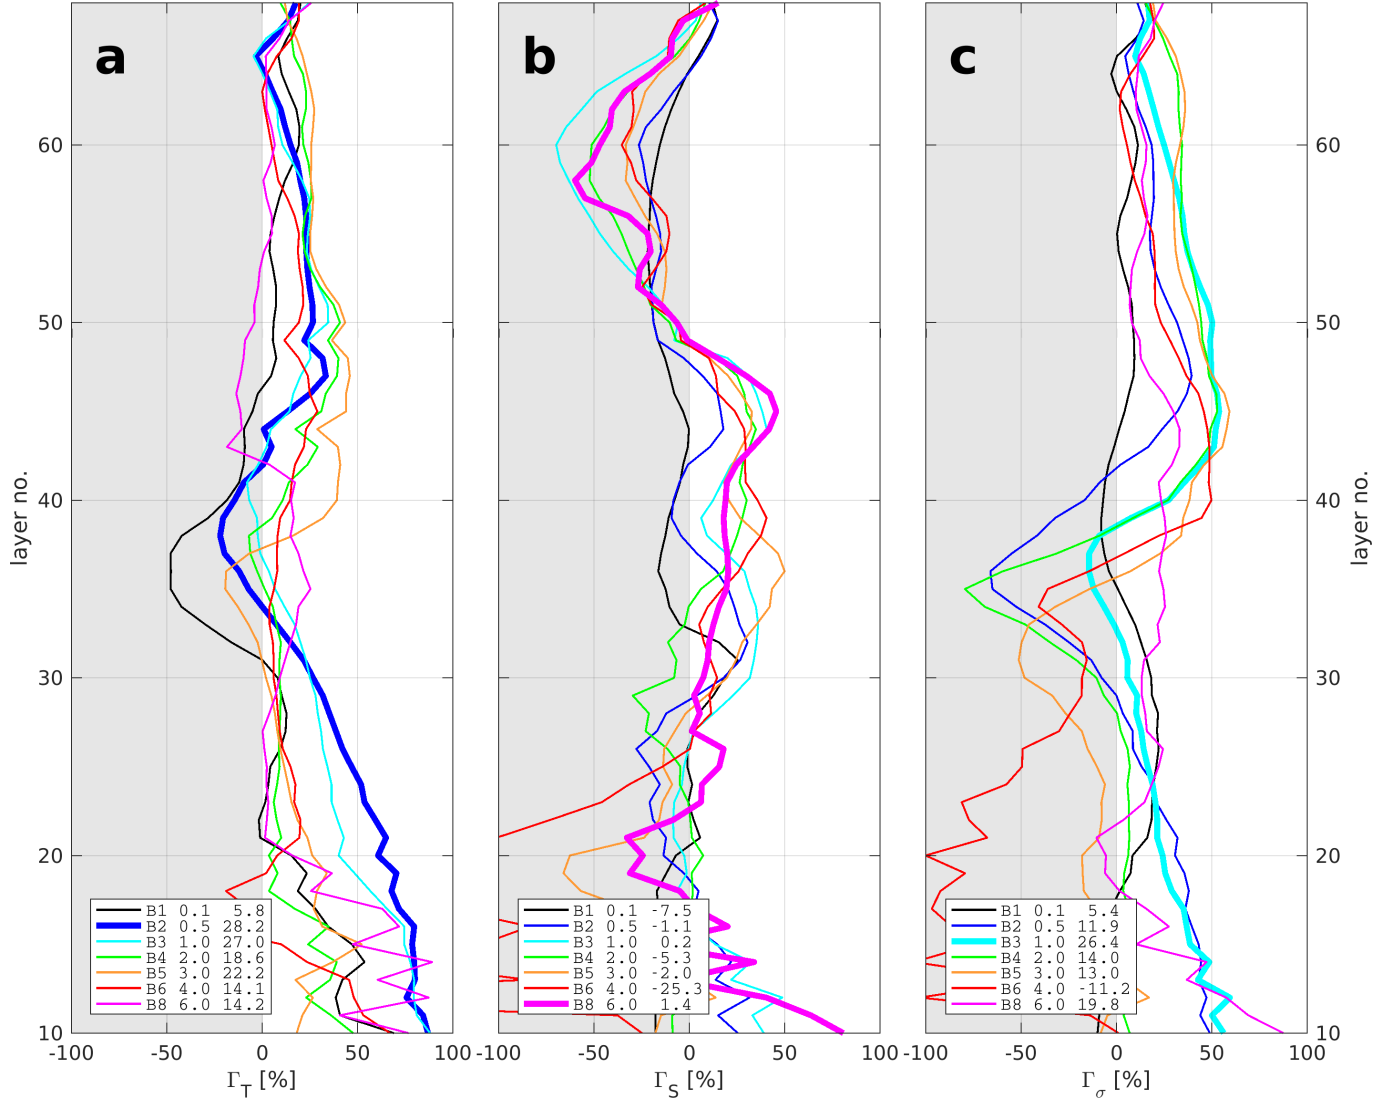 a
b
c
60
50
40
30
20
10
layer no.
60
50
40
30
20
10
layer no.
B1 0.1 5.8
B2 0.5 28.2
B3 1.0 27.0
B4 2.0 18.6
B5 3.0 22.2
B6 4.0 14.1
B8 6.0 14.2
B1 0.1 -7.5
B2 0.5 -1.1
B3 1.0 0.2
B4 2.0 -5.3
B5 3.0 -2.0
B6 4.0 -25.3
B8 6.0 1.4
B1 0.1 5.4
B2 0.5 11.9
B3 1.0 26.4
B4 2.0 14.0
B5 3.0 13.0
B6 4.0 -11.2
B8 6.0 19.8
-100 -50 0 50 100
-100 -50 0 50 100
-100 -50 0 50 100
Γ_T [%]
Γ_S [%]
Γ_σ [%]